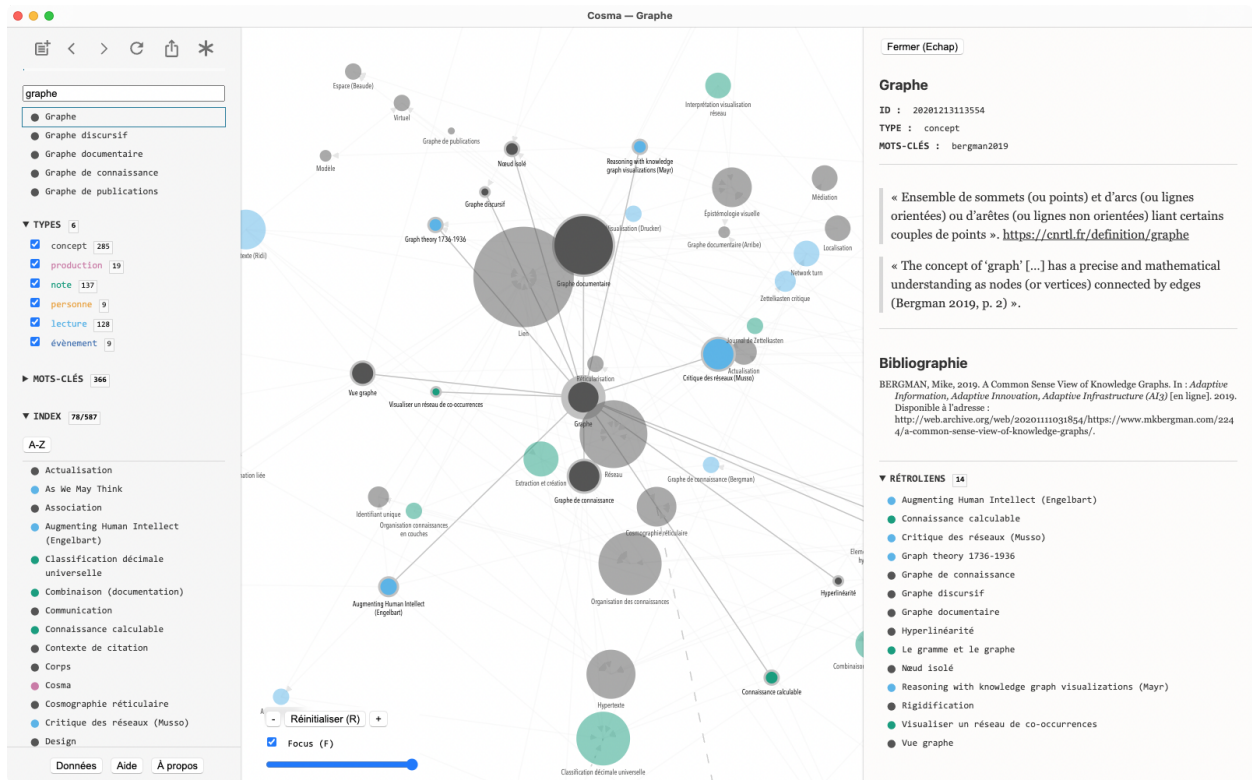 Cosma — Graphe
graphe
Graphe
Graphe discursif
Graphe documentaire
Graphe de connaissance
Graphe de publications
▼ TYPES 6
concept 285
production 19
note 137
personne 9
lecture 128
évènement 9
▶ MOTS-CLÉS 366
▼ INDEX 78/587
A-Z
Actualisation
As We May Think
Association
Augmenting Human Intellect
(Engelbart)
Classification décimale
universelle
Combinaison (documentation)
Communication
Connaissance calculable
Contexte de citation
Corps
Cosma
Cosmographie réticulaire
Critique des réseaux (Musso)
Design
Données
Aide
À propos
Espace (Beaude)
Virtuel
Graphe de publications
Modèle
Nœud isolé
Interprétation visualisation
réseau
Reasoning with knowledge
graph visualizations (Mayr)
Graphe discursif
Épistémologie visuelle
Médiation
Visualisation (Drucker)
Graph theory 1736-1936
Graphe documentaire (Arribe)
Localisation
texte (Ridi)
Network turn
Graphe documentaire
Zettelkasten critique
Lion
Journal de Zettelkasten
Actualisation
Critique des réseaux (Musso)
Réticularisation
Vue graphe
Visualiser un réseau de co-occurrences
Graphe
Réseau
Extraction et création
Graphe de connaissance (Bergman)
ation liée
Graphe de connaissance
Identifiant unique
Organisation connaissances
en couches
Cosmographie réticulaire
Elem
hy
Organisation des connaissances
Hyperlinéarité
Augmenting Human Intellect
(Engelbart)
Combinaison
Connaissance calculable
Hypertexte
A
Classification décimale universelle
-
Réinitialiser (R)
+
Focus (F)
Fermer (Echap)
Graphe
ID : 20201213113554
TYPE : concept
MOTS-CLÉS : bergman2019
« Ensemble de sommets (ou points) et d’arcs (ou lignes
orientées) ou d’arêtes (ou lignes non orientées) liant certains
couples de points ». https://cnrtl.fr/definition/graphe
« The concept of ‘graph’ […] has a precise and mathematical
understanding as nodes (or vertices) connected by edges
(Bergman 2019, p. 2) ».
Bibliographie
BERGMAN, Mike, 2019. A Common Sense View of Knowledge Graphs. In : Adaptive
Information, Adaptive Innovation, Adaptive Infrastructure (AI3) [en ligne]. 2019.
Disponible à l'adresse :
http://web.archive.org/web/20201111031854/https://www.mkbergman.com/224
4/a-common-sense-view-of-knowledge-graphs/.
▼ RÉTROLIENS 14
Augmenting Human Intellect (Engelbart)
Connaissance calculable
Critique des réseaux (Musso)
Graph theory 1736-1936
Graphe de connaissance
Graphe discursif
Graphe documentaire
Hyperlinéarité
Le gramme et le graphe
Nœud isolé
Reasoning with knowledge graph visualizations (Mayr)
Rigidification
Visualiser un réseau de co-occurrences
Vue graphe